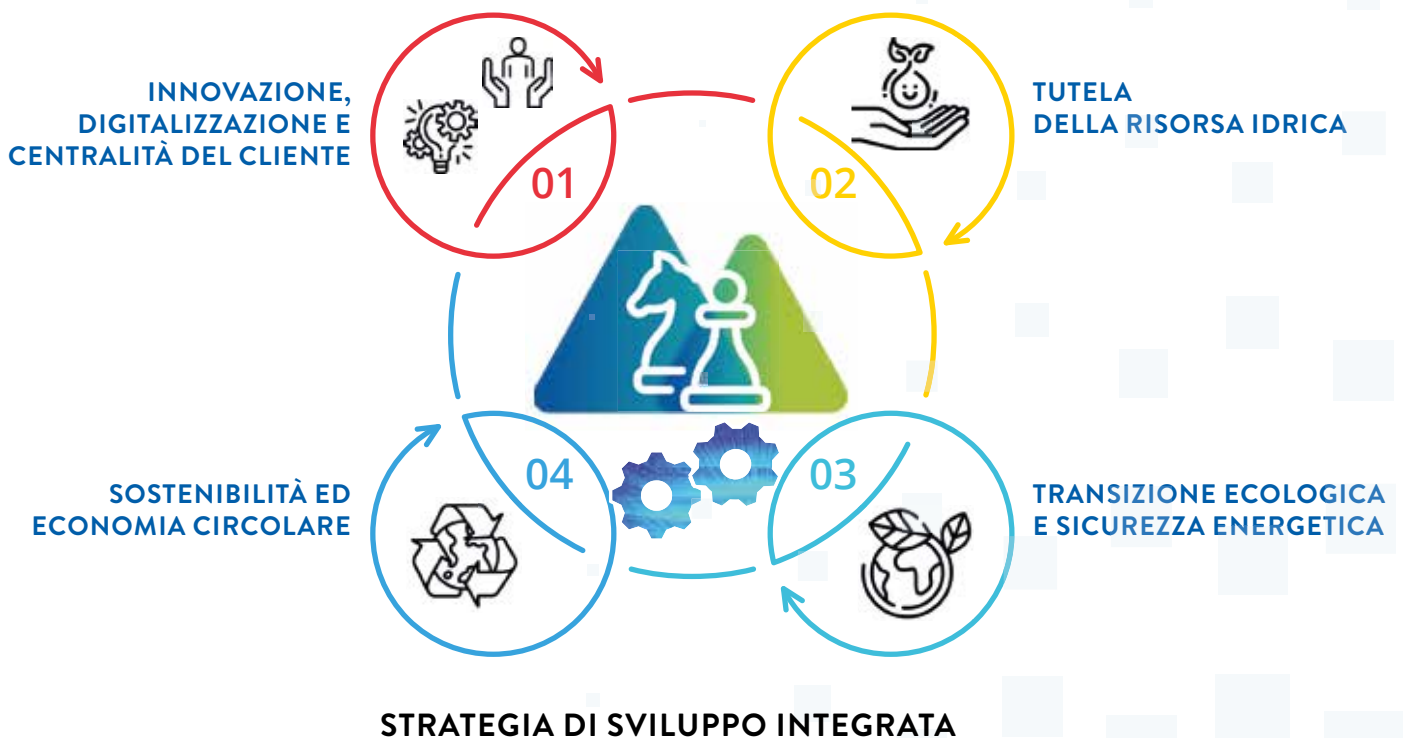 INNOVAZIONE,
DIGITALIZZAZIONE E
CENTRALITÀ DEL CLIENTE
01
02
TUTELA
DELLA RISORSA IDRICA
SOSTENIBILITÀ ED
ECONOMIA CIRCOLARE
04
03
TRANSIZIONE ECOLOGICA
E SICUREZZA ENERGETICA
STRATEGIA DI SVILUPPO INTEGRATA